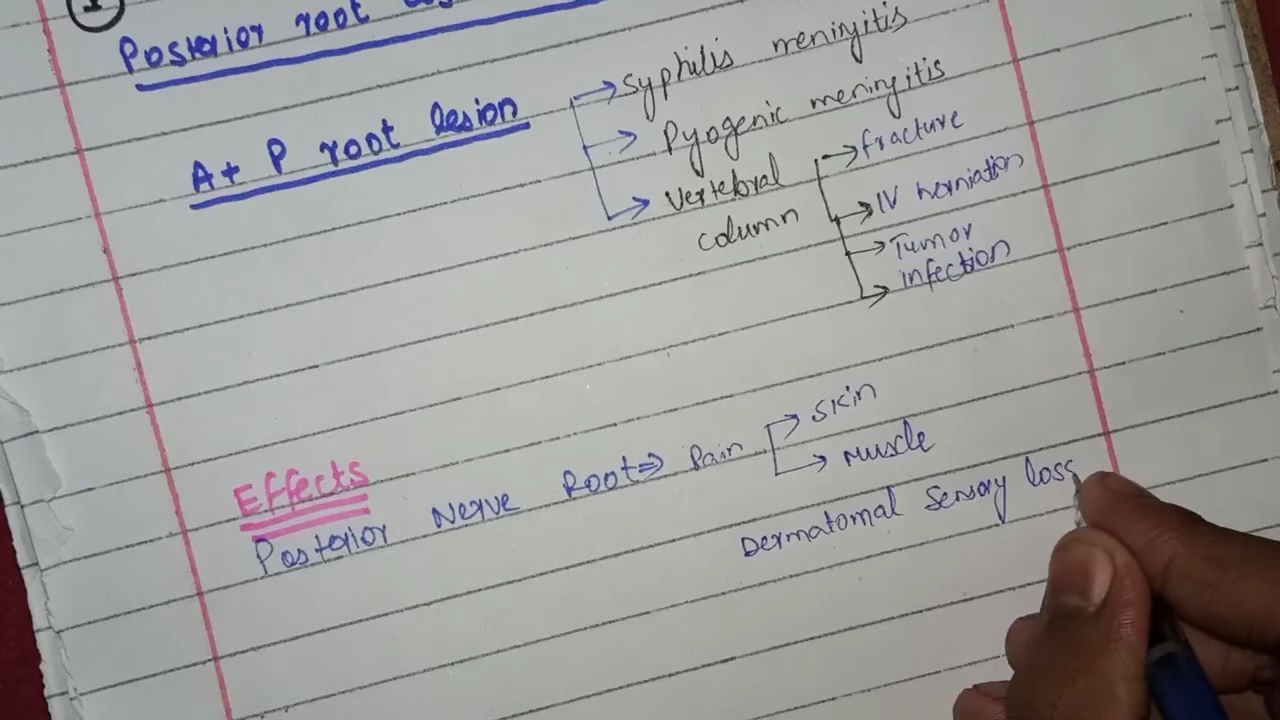 1
Posterior root
A+ P root lesion
Syphilis meningitis
Pyogenic meningitis
Vertebral
column
fracture
IV herniation
Tumor
infection
Effects
Posterior Nerve Root ⇒ Pain
Skin
Muscle
Dermatomal Sensory loss